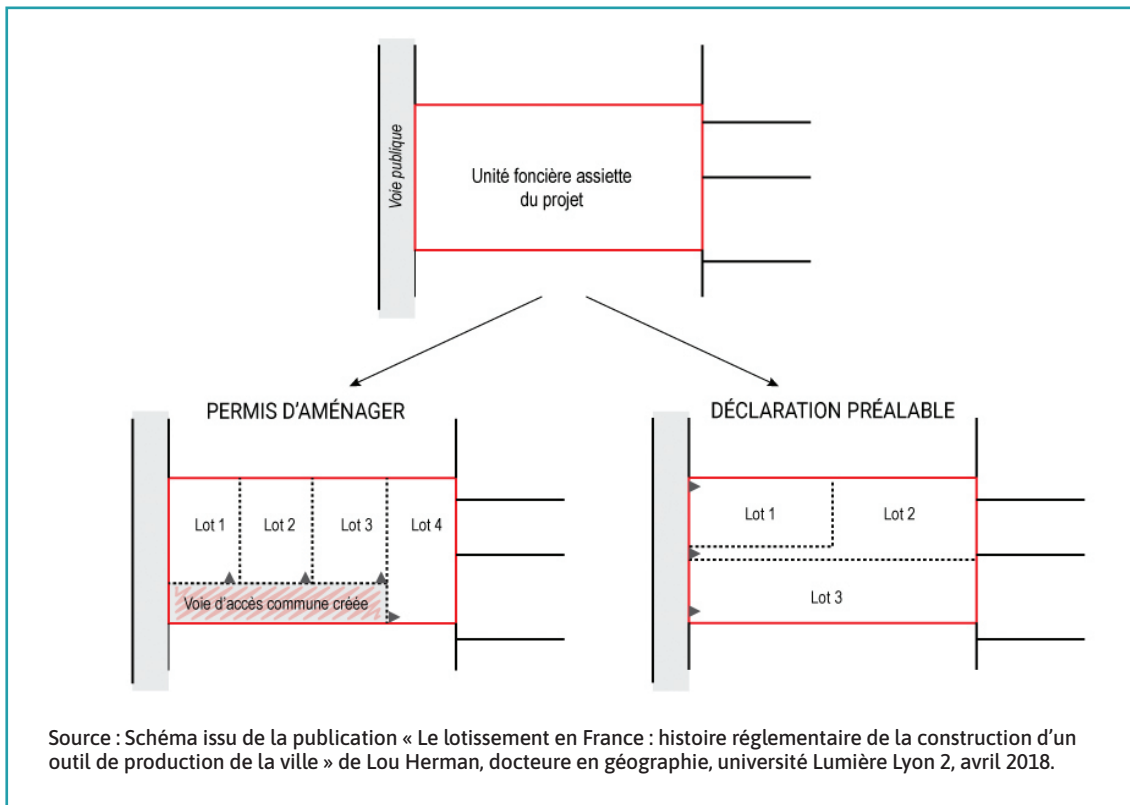 Voie publique
Unité foncière assiette
du projet
PERMIS D'AMÉNAGER
Lot 1
Lot 2
Lot 3
Lot 4
Voie d'accès commune créée
DÉCLARATION PRÉALABLE
Lot 1
Lot 2
Lot 3
Source : Schéma issu de la publication « Le lotissement en France : histoire réglementaire de la construction d'un
outil de production de la ville » de Lou Herman, docteure en géographie, université Lumière Lyon 2, avril 2018.